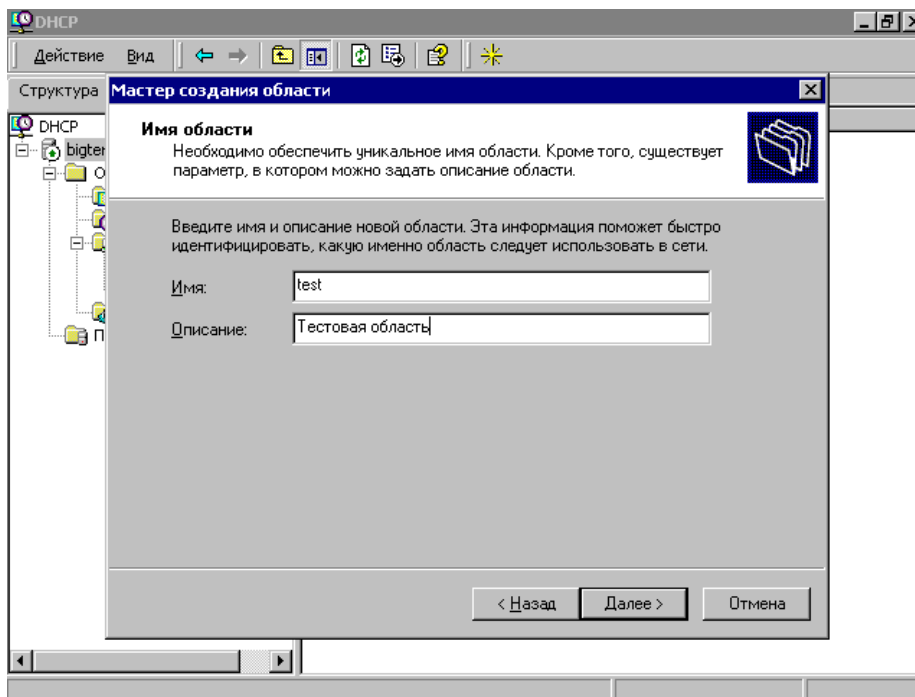 DHCP
Действие Вид
Структура
Мастер создания области
DHCP
Имя области
Необходимо обеспечить уникальное имя области. Кроме того, существует
параметр, в котором можно задать описание области.
Введите имя и описание новой области. Эта информация поможет быстро
идентифицировать, какую именно область следует использовать в сети.
Имя: test
Описание: Тестовая область
< Назад Далее > Отмена